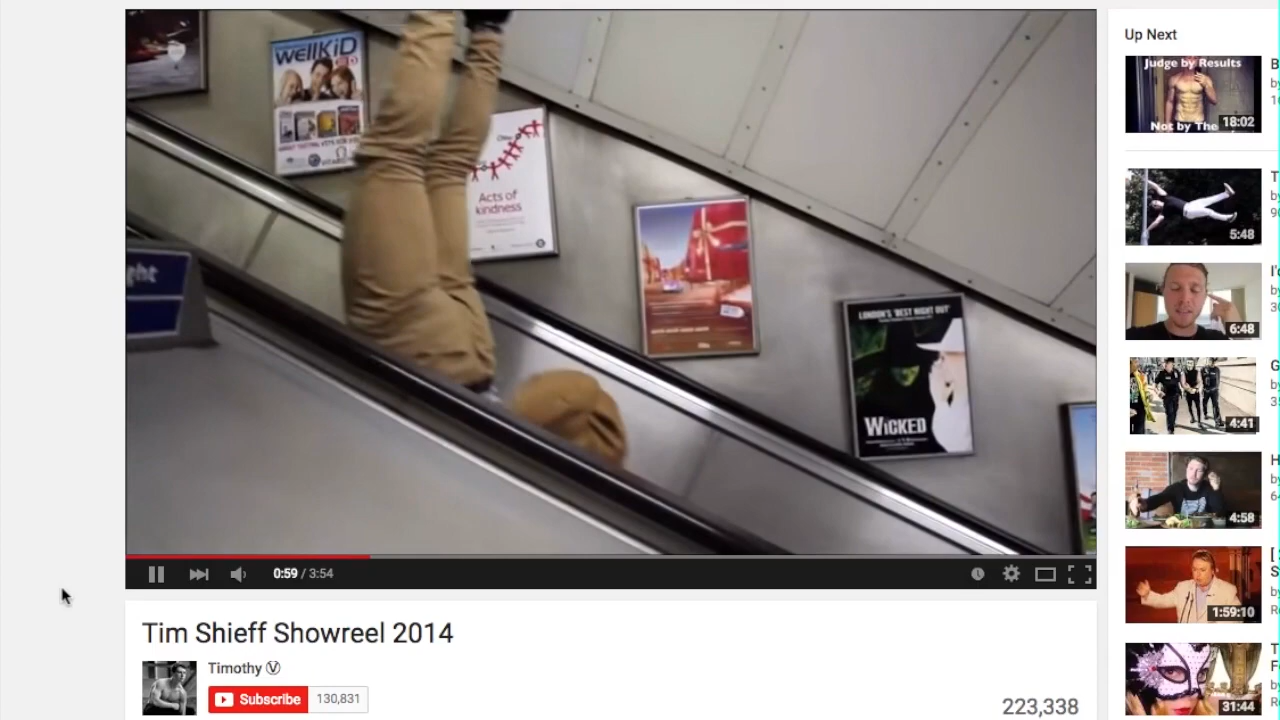 Up Next
Judge by Results
Not by The
18:02
5:48
6:48
4:41
4:58
1:59:10
31:44
wellKiD
Acts of
kindness
LONDON'S 'BEST NIGHT OUT'
WICKED
ght
0:59 / 3:54
Tim Shieff Showreel 2014
Timothy Ⓥ
Subscribe 130,831
223,338